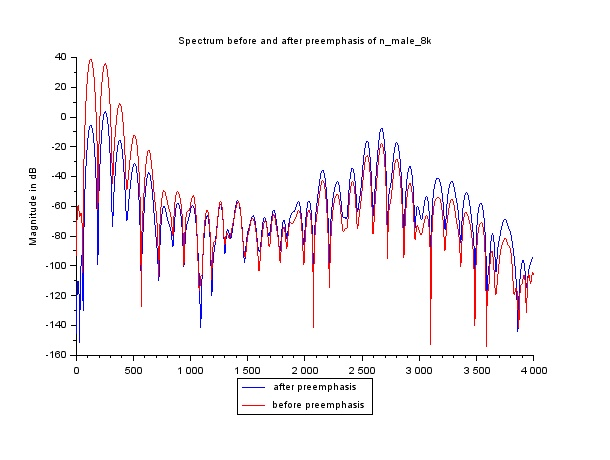 Spectrum before and after preemphasis of n_male_8k
Magnitude in dB
40
20
0
-20
-40
-60
-80
-100
-120
-140
-160
0 500 1 000 1 500 2 000 2 500 3 000 3 500 4 000
after preemphasis
before preemphasis